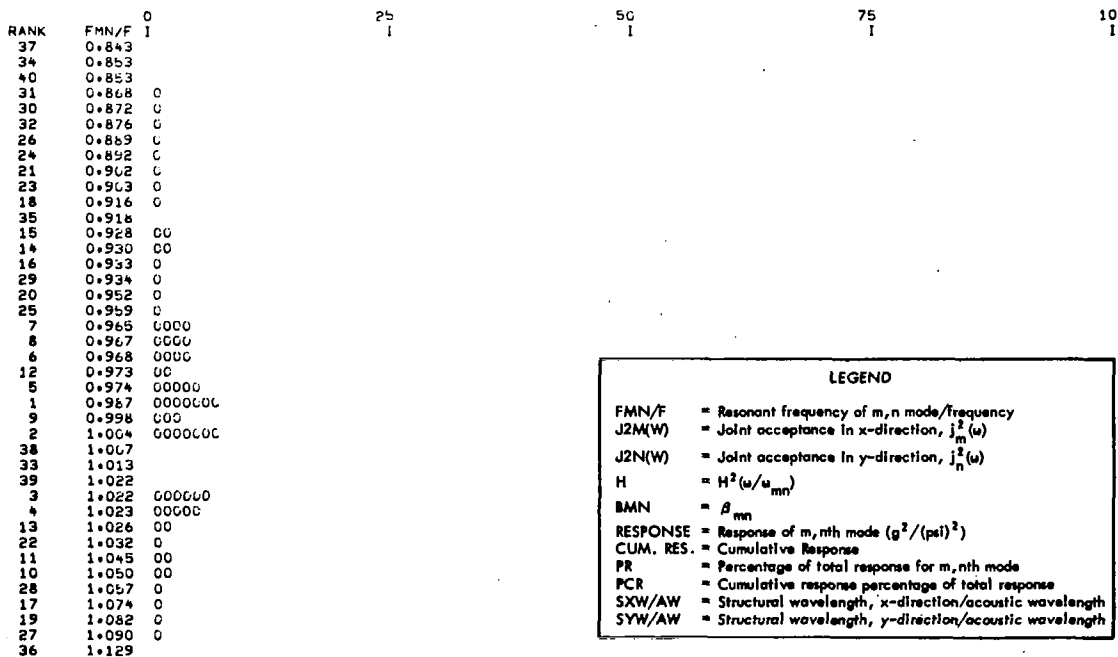 0 25 50 75 10
RANK FMN/F I I I I I
37 0.843
34 0.853
40 0.853
31 0.868 0
30 0.872 0
32 0.876 0
26 0.889 0
24 0.892 0
21 0.902 0
23 0.903 0
18 0.916 0
35 0.918
15 0.928 00
14 0.930 00
16 0.933 0
29 0.934 0
20 0.952 0
25 0.959 0
7 0.965 0000
8 0.967 0000
6 0.968 0000
12 0.973 00
5 0.974 00000
1 0.987 0000000
9 0.998 000
2 1.004 0000000
38 1.007
33 1.013
39 1.022
3 1.022 000000
4 1.023 00000
13 1.026 00
22 1.032 0
11 1.045 00
10 1.050 00
28 1.057 0
17 1.074 0
19 1.082 0
27 1.090 0
36 1.129
LEGEND
FMN/F = Resonant frequency of m,n mode/frequency
J2M(W) = Joint acceptance in x-direction, j²m(ω)
J2N(W) = Joint acceptance in y-direction, j²n(ω)
H = H²(ω/ωmn)
BMN = βmn
RESPONSE = Response of m, nth mode (g²/(psi)²)
CUM. RES. = Cumulative Response
PR = Percentage of total response for m, nth mode
PCR = Cumulative response percentage of total response
SXW/AW = Structural wavelength, x-direction/acoustic wavelength
SYW/AW = Structural wavelength, y-direction/acoustic wavelength